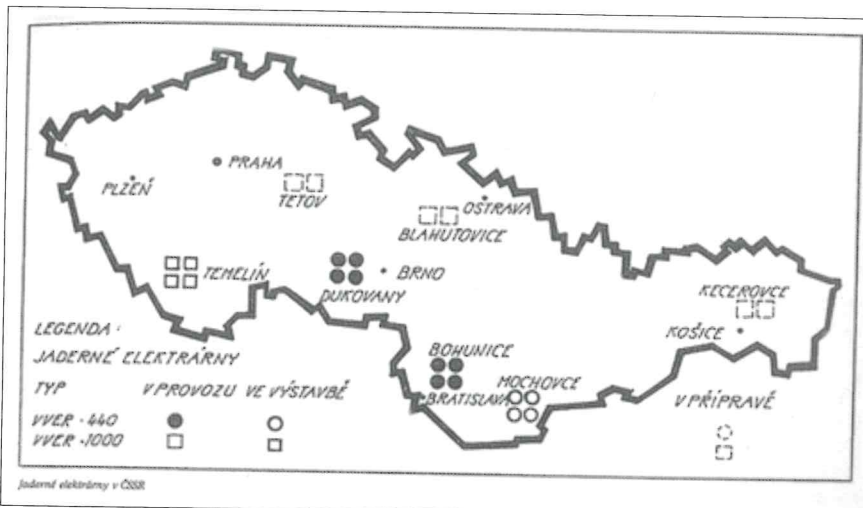 PRAHA
PLZEŇ
TETOV
OSTRAVA
BLAHUTOVICE
TEMELÍN
BRNO
DUKOVANY
KECEROVCE
KOŠICE
LEGENDA:
JADERNÉ ELEKTRÁRNY
BOHUNICE
MOCHOVCE
BRATISLAVA
TYP V PROVOZU VE VÝSTAVBĚ
V PŘÍPRAVĚ
VVER - 440
VVER - 1000
Jaderné elektrárny v ČSSR